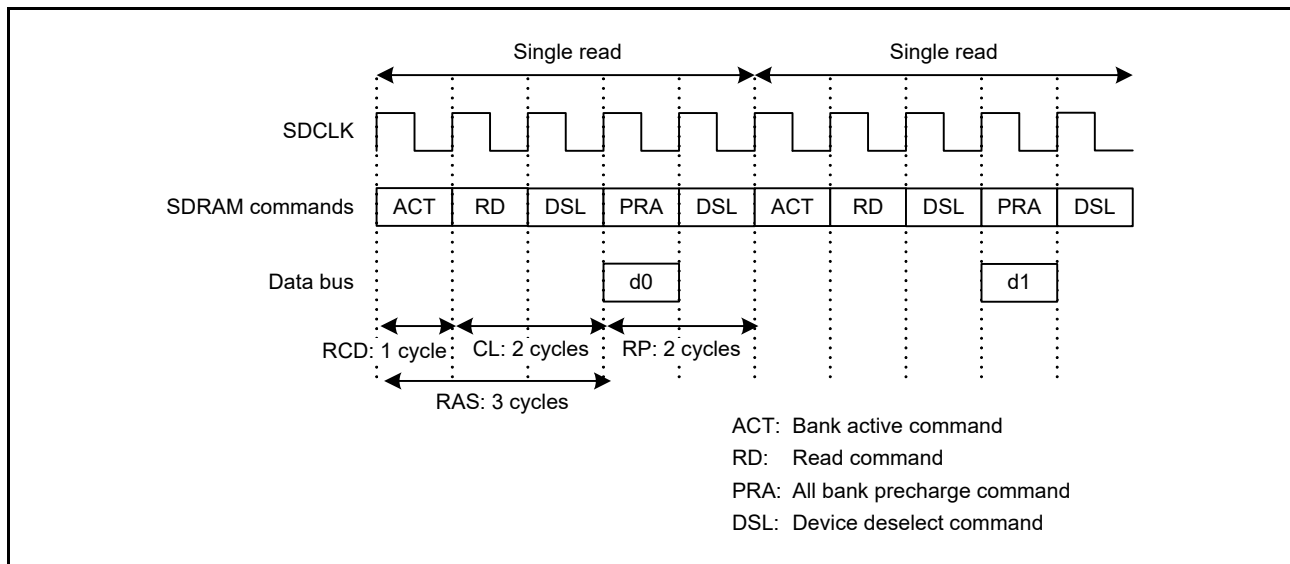 Single read Single read
SDCLK
SDRAM commands ACT RD DSL PRA DSL ACT RD DSL PRA DSL
Data bus d0 d1
RCD: 1 cycle CL: 2 cycles RP: 2 cycles
RAS: 3 cycles
ACT: Bank active command
RD: Read command
PRA: All bank precharge command
DSL: Device deselect command